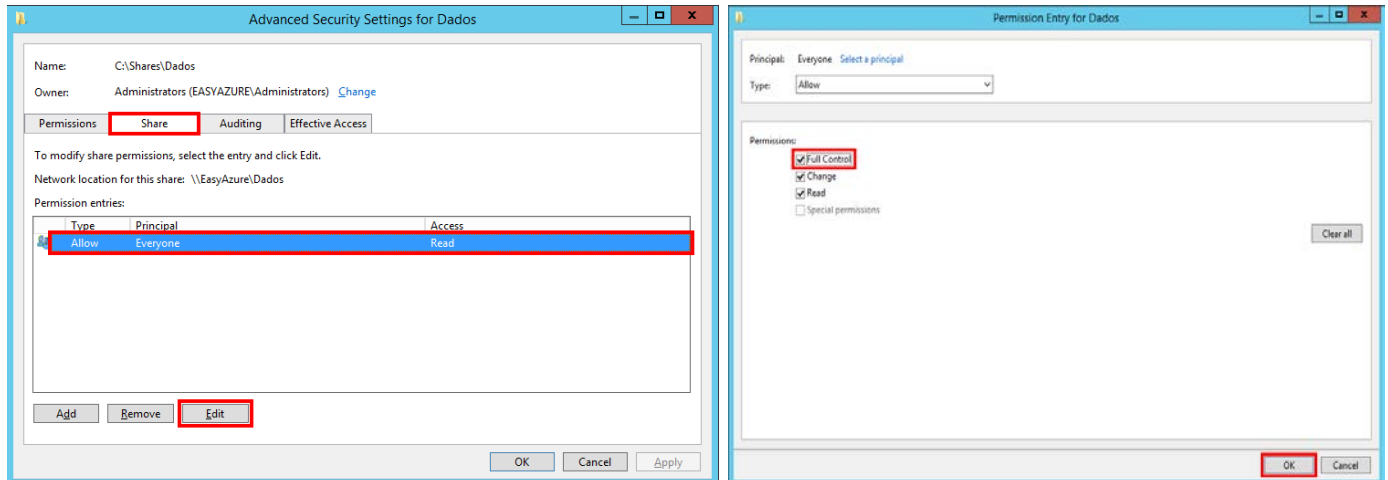 Advanced Security Settings for Dados
Name: C:\Shares\Dados
Owner: Administrators (EASYAZURE\Administrators) Change
Permissions Share Auditing Effective Access
To modify share permissions, select the entry and click Edit.
Network location for this share: \\EasyAzure\Dados
Permission entries:
Type Principal Access
Allow Everyone Read
Add Remove Edit
OK Cancel Apply
Permission Entry for Dados
Principal: Everyone Select a principal
Type: Allow
Permissions:
Full Control
Change
Read
Special permissions
Clear all
OK Cancel